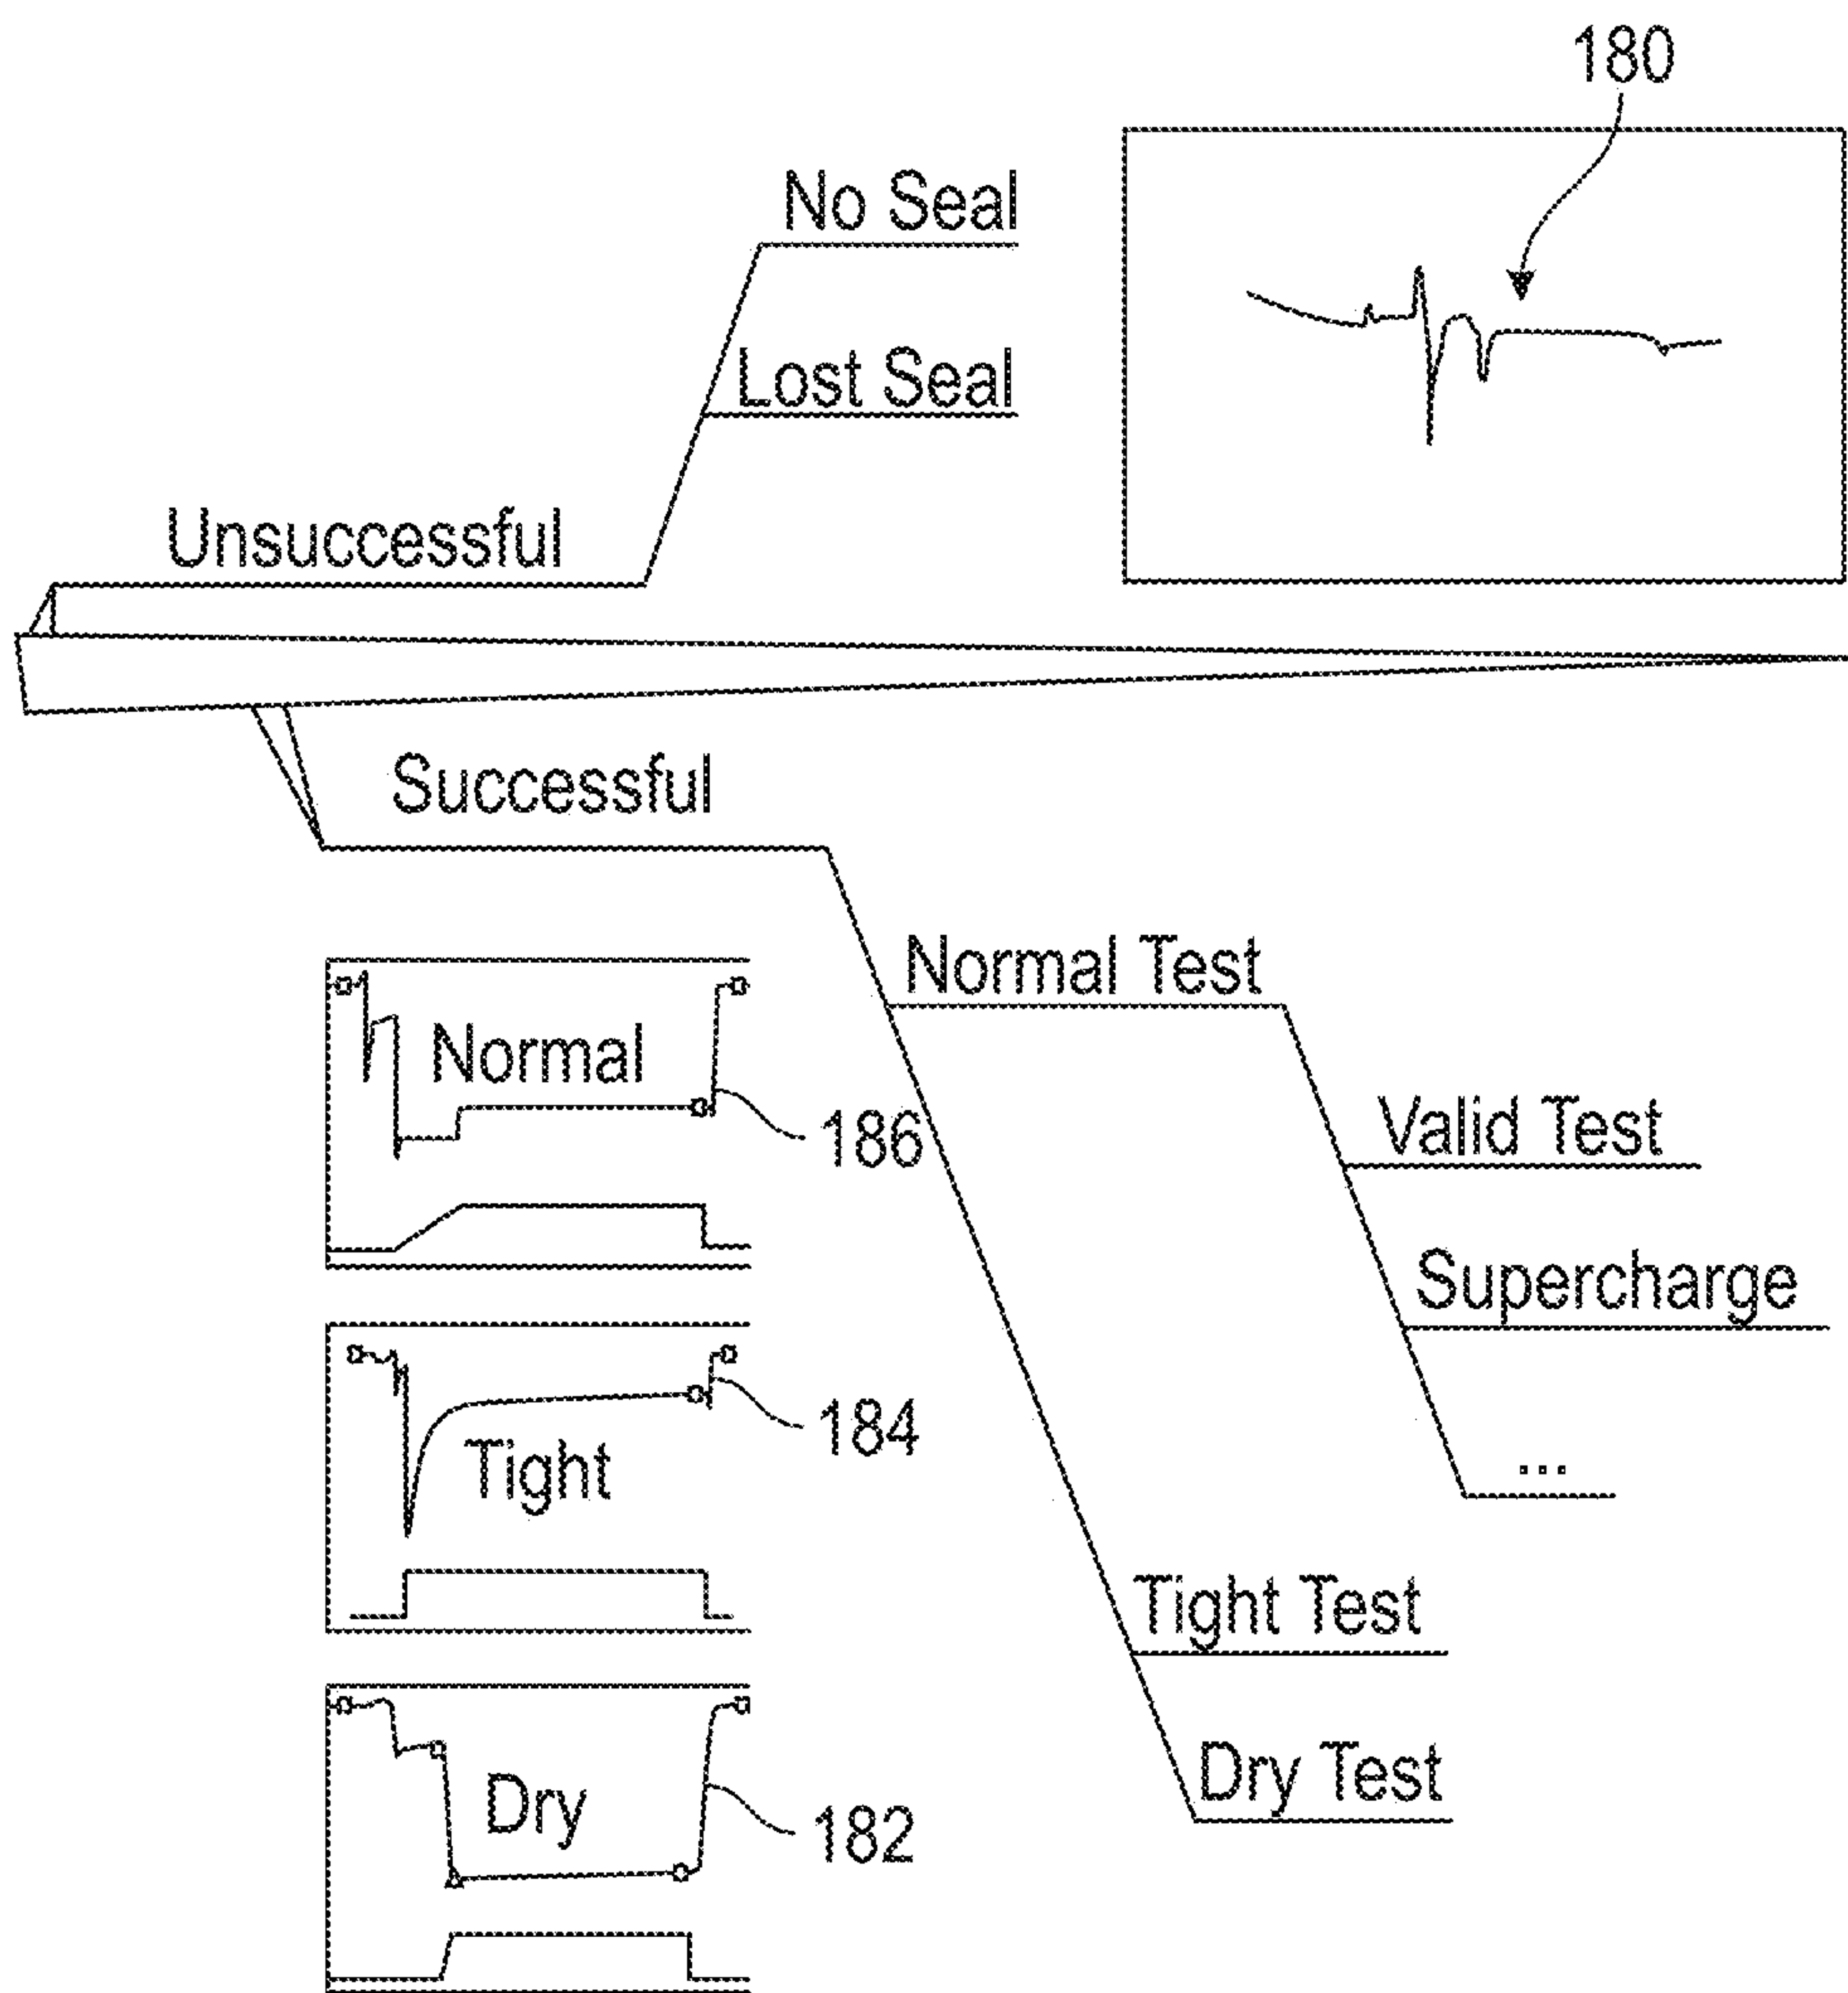 180
No Seal
Lost Seal
Unsuccessful
Successful
Normal Test
Normal
186
Valid Test
Supercharge
184
Tight
...
Tight Test
Dry Test
Dry
182